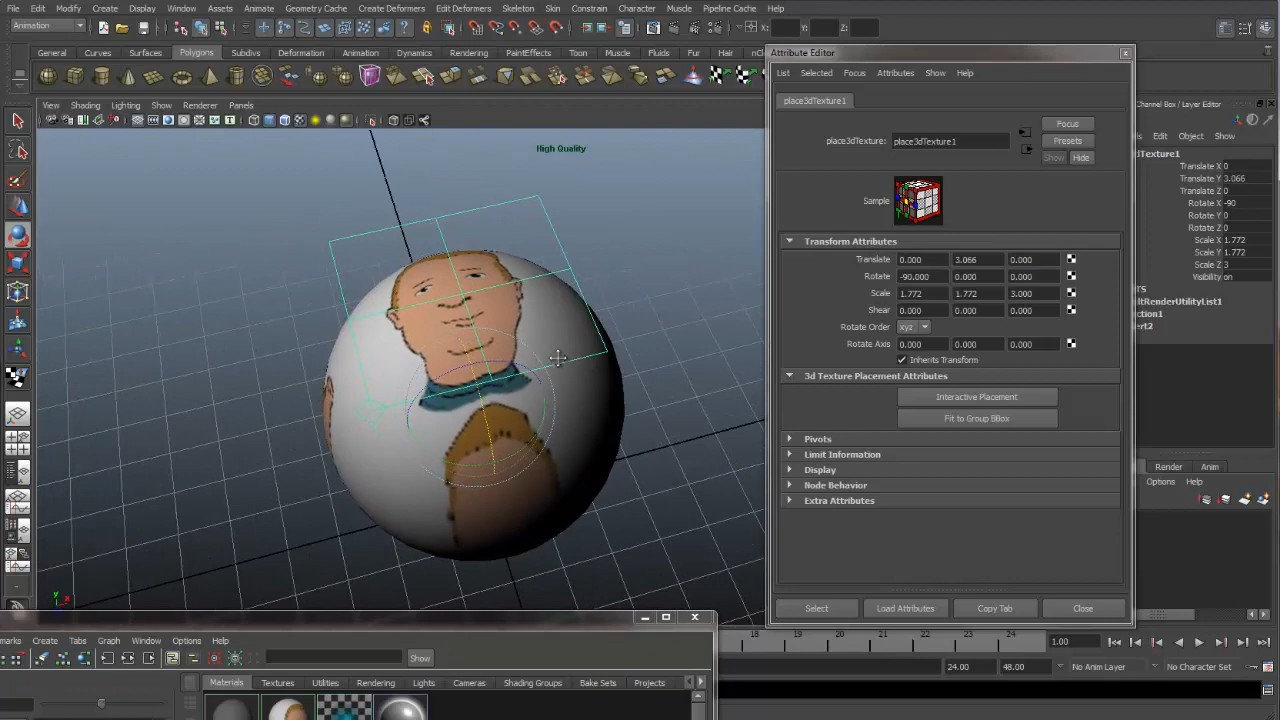 File Edit Modify Create Display Window Assets Animate Geometry Cache Create Deformers Edit Deformers Skeleton Skin Constrain Character Muscle Pipeline Cache Help
Animation X: Y: Z:
General Curves Surfaces Polygons Subdivs Deformation Animation Dynamics Rendering PaintEffects Toon Muscle Fluids Fur Hair
View Shading Lighting Show Renderer Panels
High Quality
Attribute Editor
List Selected Focus Attributes Show Help
place3dTexture1
place3dTexture: place3dTexture1
Focus
Presets
Show Hide
Sample
Transform Attributes
Translate 0.000 3.066 0.000
Rotate -90.000 0.000 0.000
Scale 1.772 1.772 3.000
Shear 0.000 0.000 0.000
Rotate Order xyz
Rotate Axis 0.000 0.000 0.000
Inherits Transform
3d Texture Placement Attributes
Interactive Placement
Fit to Group BBox
Pivots
Limit Information
Display
Node Behavior
Extra Attributes
Select Load Attributes Copy Tab Close
Channel Box / Layer Editor
Edit Object Show
dTexture1
Translate X 0
Translate Y 3.066
Translate Z 0
Rotate X -90
Rotate Y 0
Rotate Z 0
Scale X 1.772
Scale Y 1.772
Scale Z 3
Visibility on
TS
ltRenderUtilityList1
ction1
ert2
Render Anim
Options Help
18 19 20 21 22 23 24 1.00
24.00 48.00 No Anim Layer No Character Set
marks Create Tabs Graph Window Options Help
Show
Materials Textures Utilities Rendering Lights Cameras Shading Groups Bake Sets Projects
y x